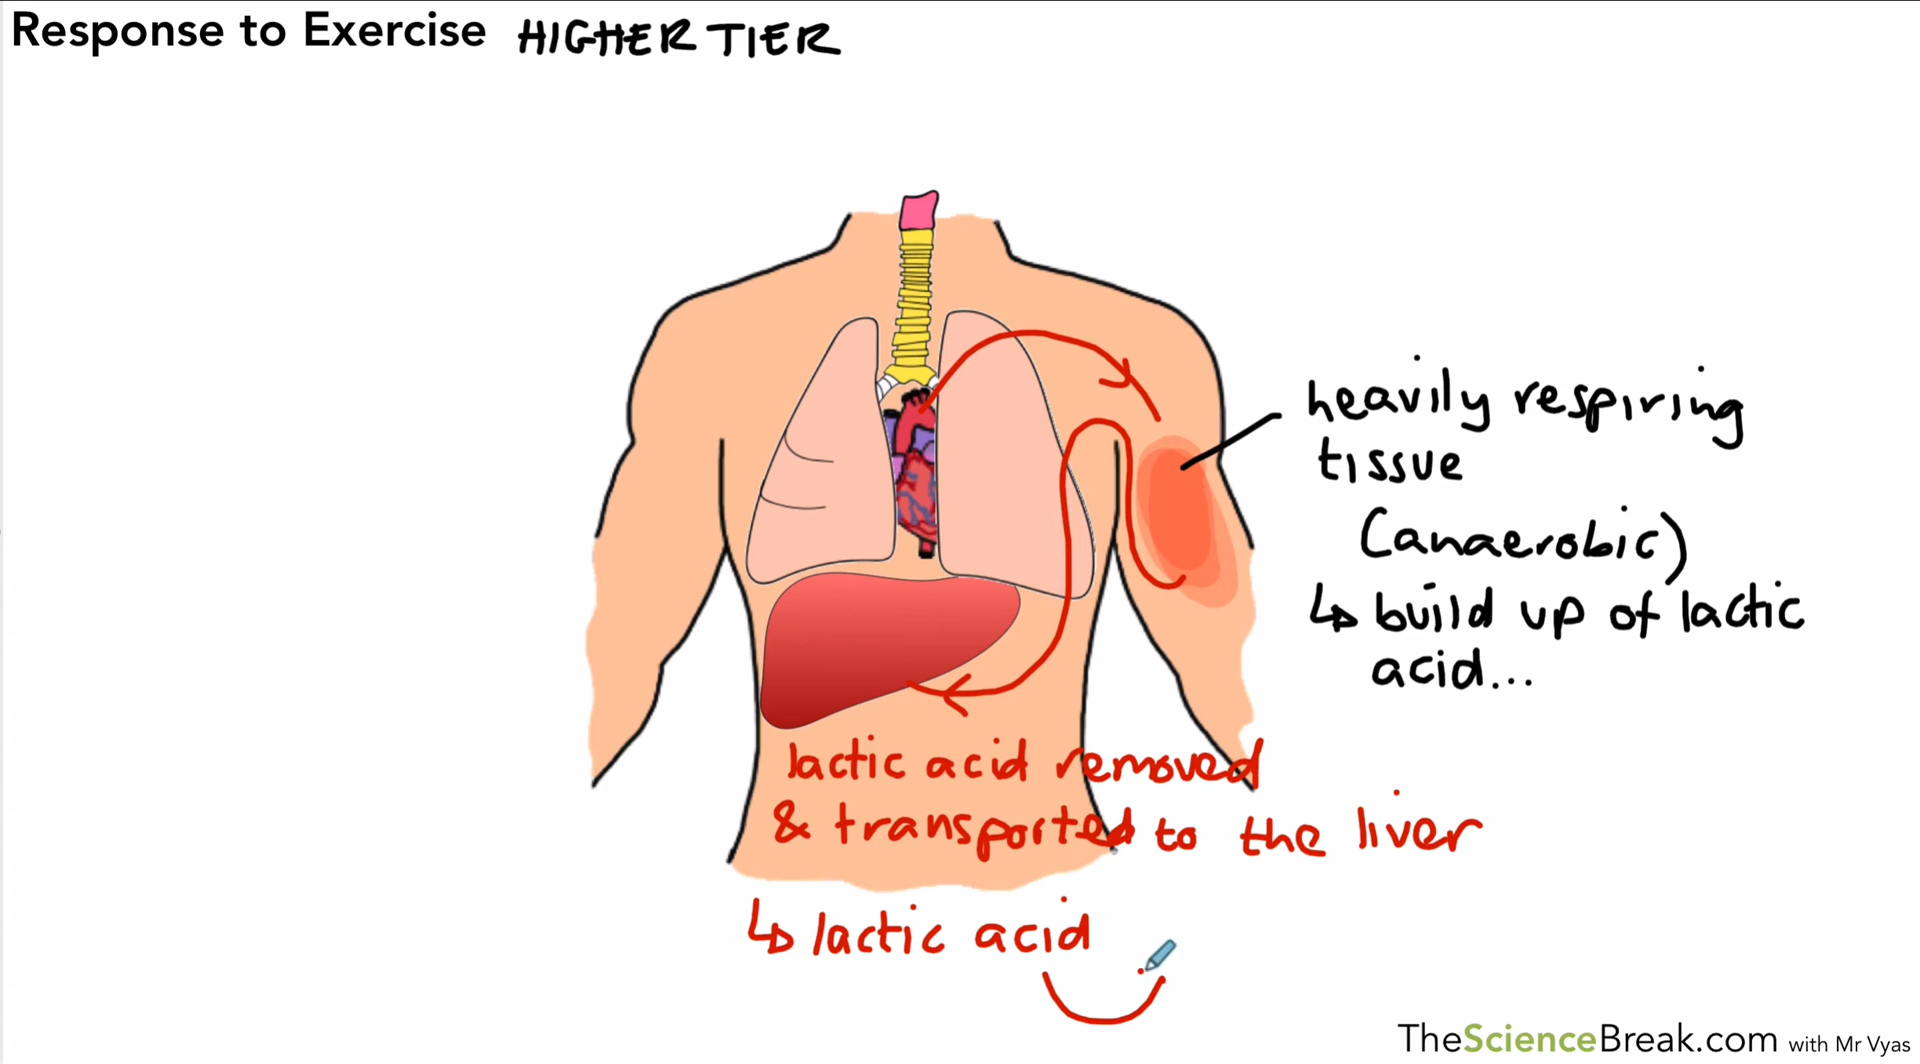 Response to Exercise HIGHER TIER
heavily respiring
tissue
(anaerobic)
↳ build up of lactic
acid...
lactic acid removed
& transported to the liver
↳ lactic acid
TheScienceBreak.com with Mr Vyas